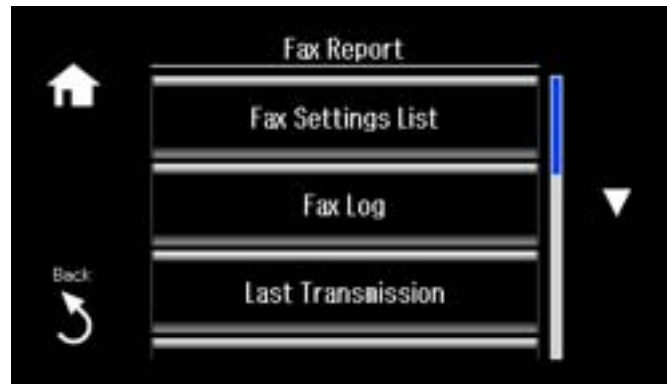 Fax Report
Fax Settings List
Fax Log
Back
Last Transmission